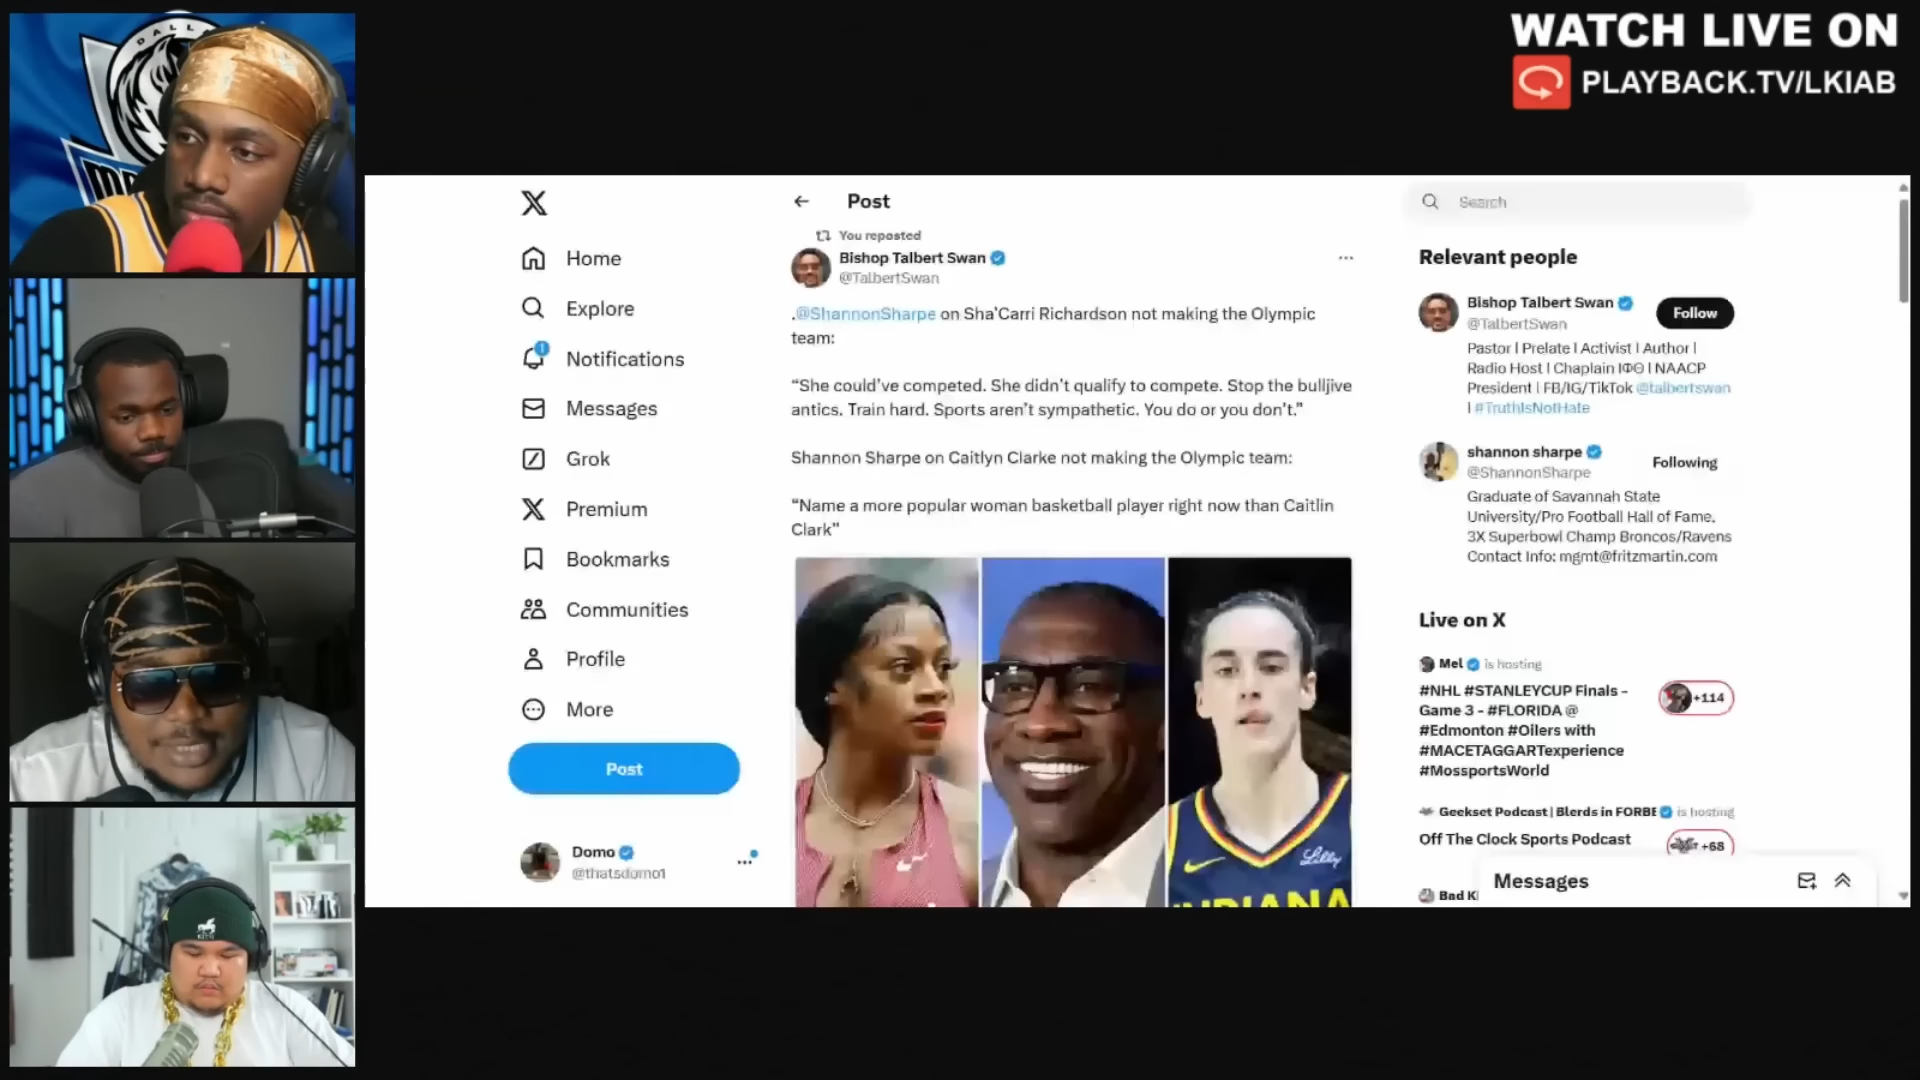 WATCH LIVE ON
PLAYBACK.TV/LKIAB
DALL
X
Home
Explore
1
Notifications
Messages
Grok
Premium
Bookmarks
Communities
Profile
More
Post
Domo
@thatsdomo1
Post
You reposted
Bishop Talbert Swan
@TalbertSwan
.@ShannonSharpe on Sha'Carri Richardson not making the Olympic
team:
“She could've competed. She didn't qualify to compete. Stop the bulljive
antics. Train hard. Sports aren't sympathetic. You do or you don't.”
Shannon Sharpe on Caitlyn Clarke not making the Olympic team:
“Name a more popular woman basketball player right now than Caitlin
Clark”
Lilly
INDIANA
Search
Relevant people
Bishop Talbert Swan
@TalbertSwan
Follow
Pastor | Prelate | Activist | Author |
Radio Host | Chaplain ΙΦΘ | NAACP
President | FB/IG/TikTok @talbertswan
| #TruthIsNotHate
shannon sharpe
@ShannonSharpe
Following
Graduate of Savannah State
University/Pro Football Hall of Fame.
3X Superbowl Champ Broncos/Ravens
Contact Info: mgmt@fritzmartin.com
Live on X
Mel is hosting
#NHL #STANLEYCUP Finals -
Game 3 - #FLORIDA @
#Edmonton #Oilers with
#MACETAGGARTexperience
#MossportsWorld
+114
Geekset Podcast | Blerds in FORBE is hosting
Off The Clock Sports Podcast
+68
Bad Ki
Messages